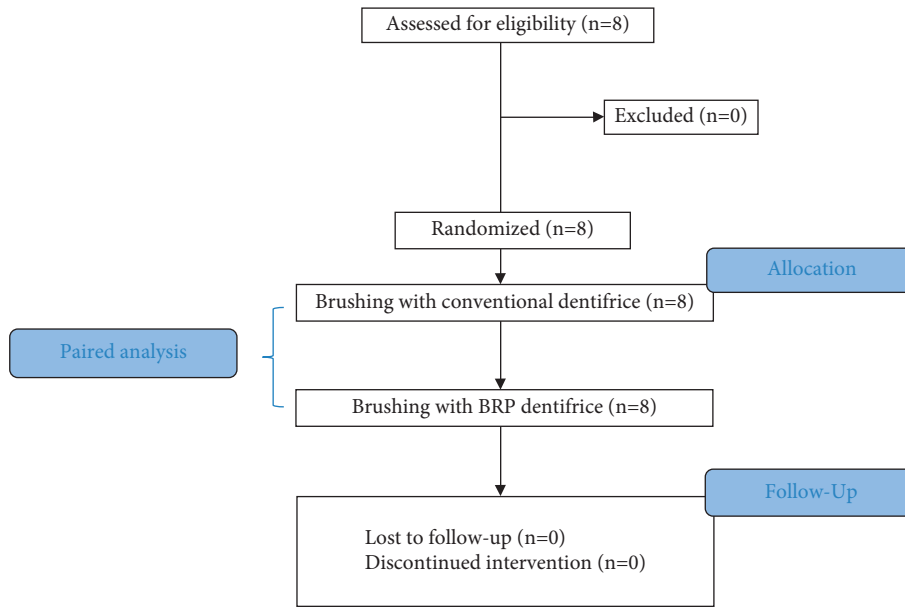 Assessed for eligibility (n=8)
Excluded (n=0)
Randomized (n=8)
Allocation
Brushing with conventional dentifrice (n=8)
Paired analysis
Brushing with BRP dentifrice (n=8)
Follow-Up
Lost to follow-up (n=0)
Discontinued intervention (n=0)